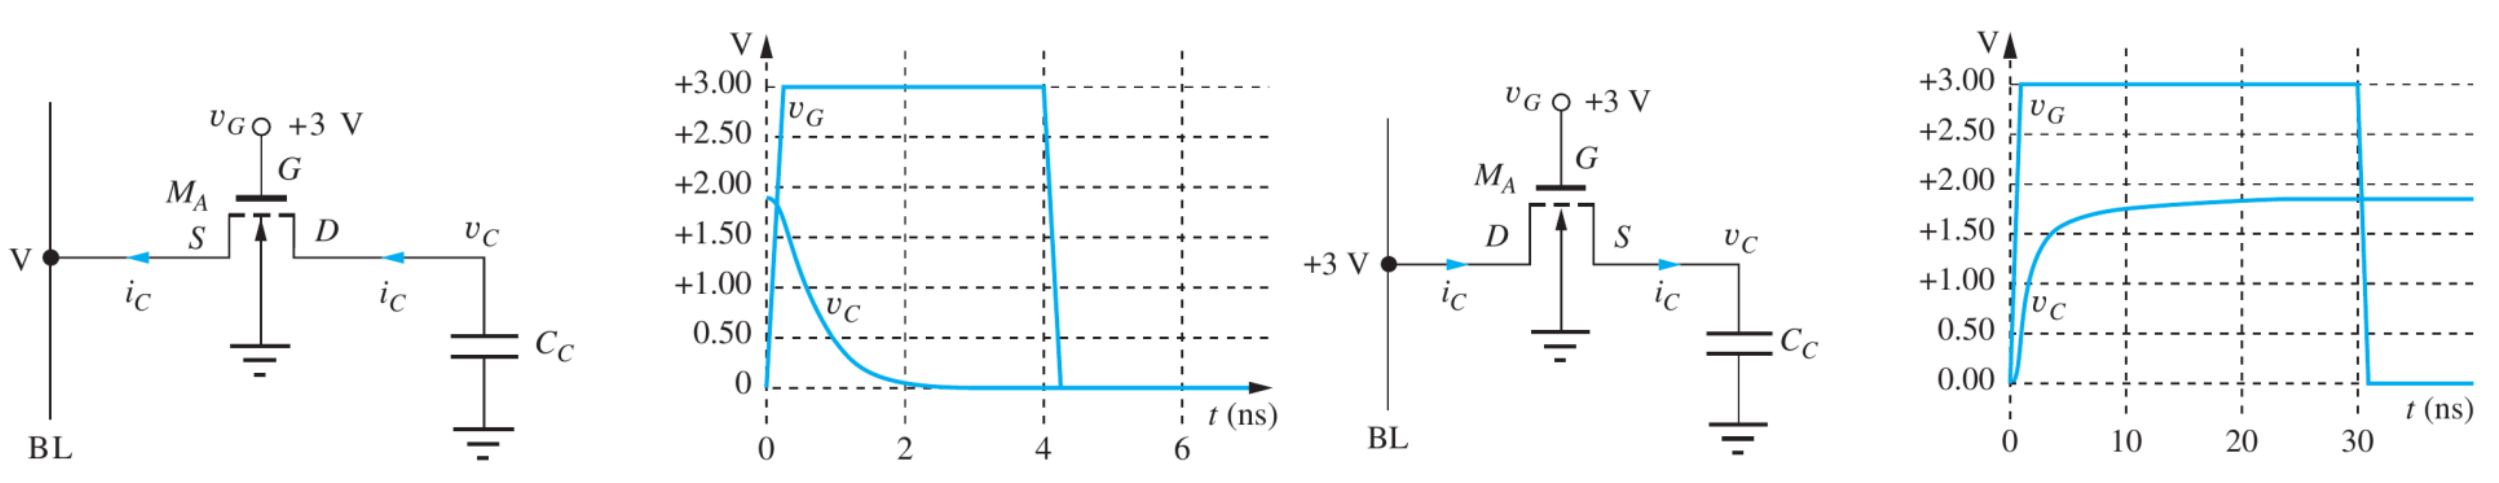 v_G +3 V
G
M_A
S
D
v_C
V
i_C
i_C
C_C
BL
V
+3.00
v_G
+2.50
+2.00
+1.50
+1.00
v_C
0.50
0
t (ns)
0 2 4 6
v_G +3 V
G
M_A
D
S
v_C
+3 V
i_C
i_C
C_C
BL
V
+3.00
v_G
+2.50
+2.00
+1.50
+1.00
v_C
0.50
0.00
t (ns)
0 10 20 30